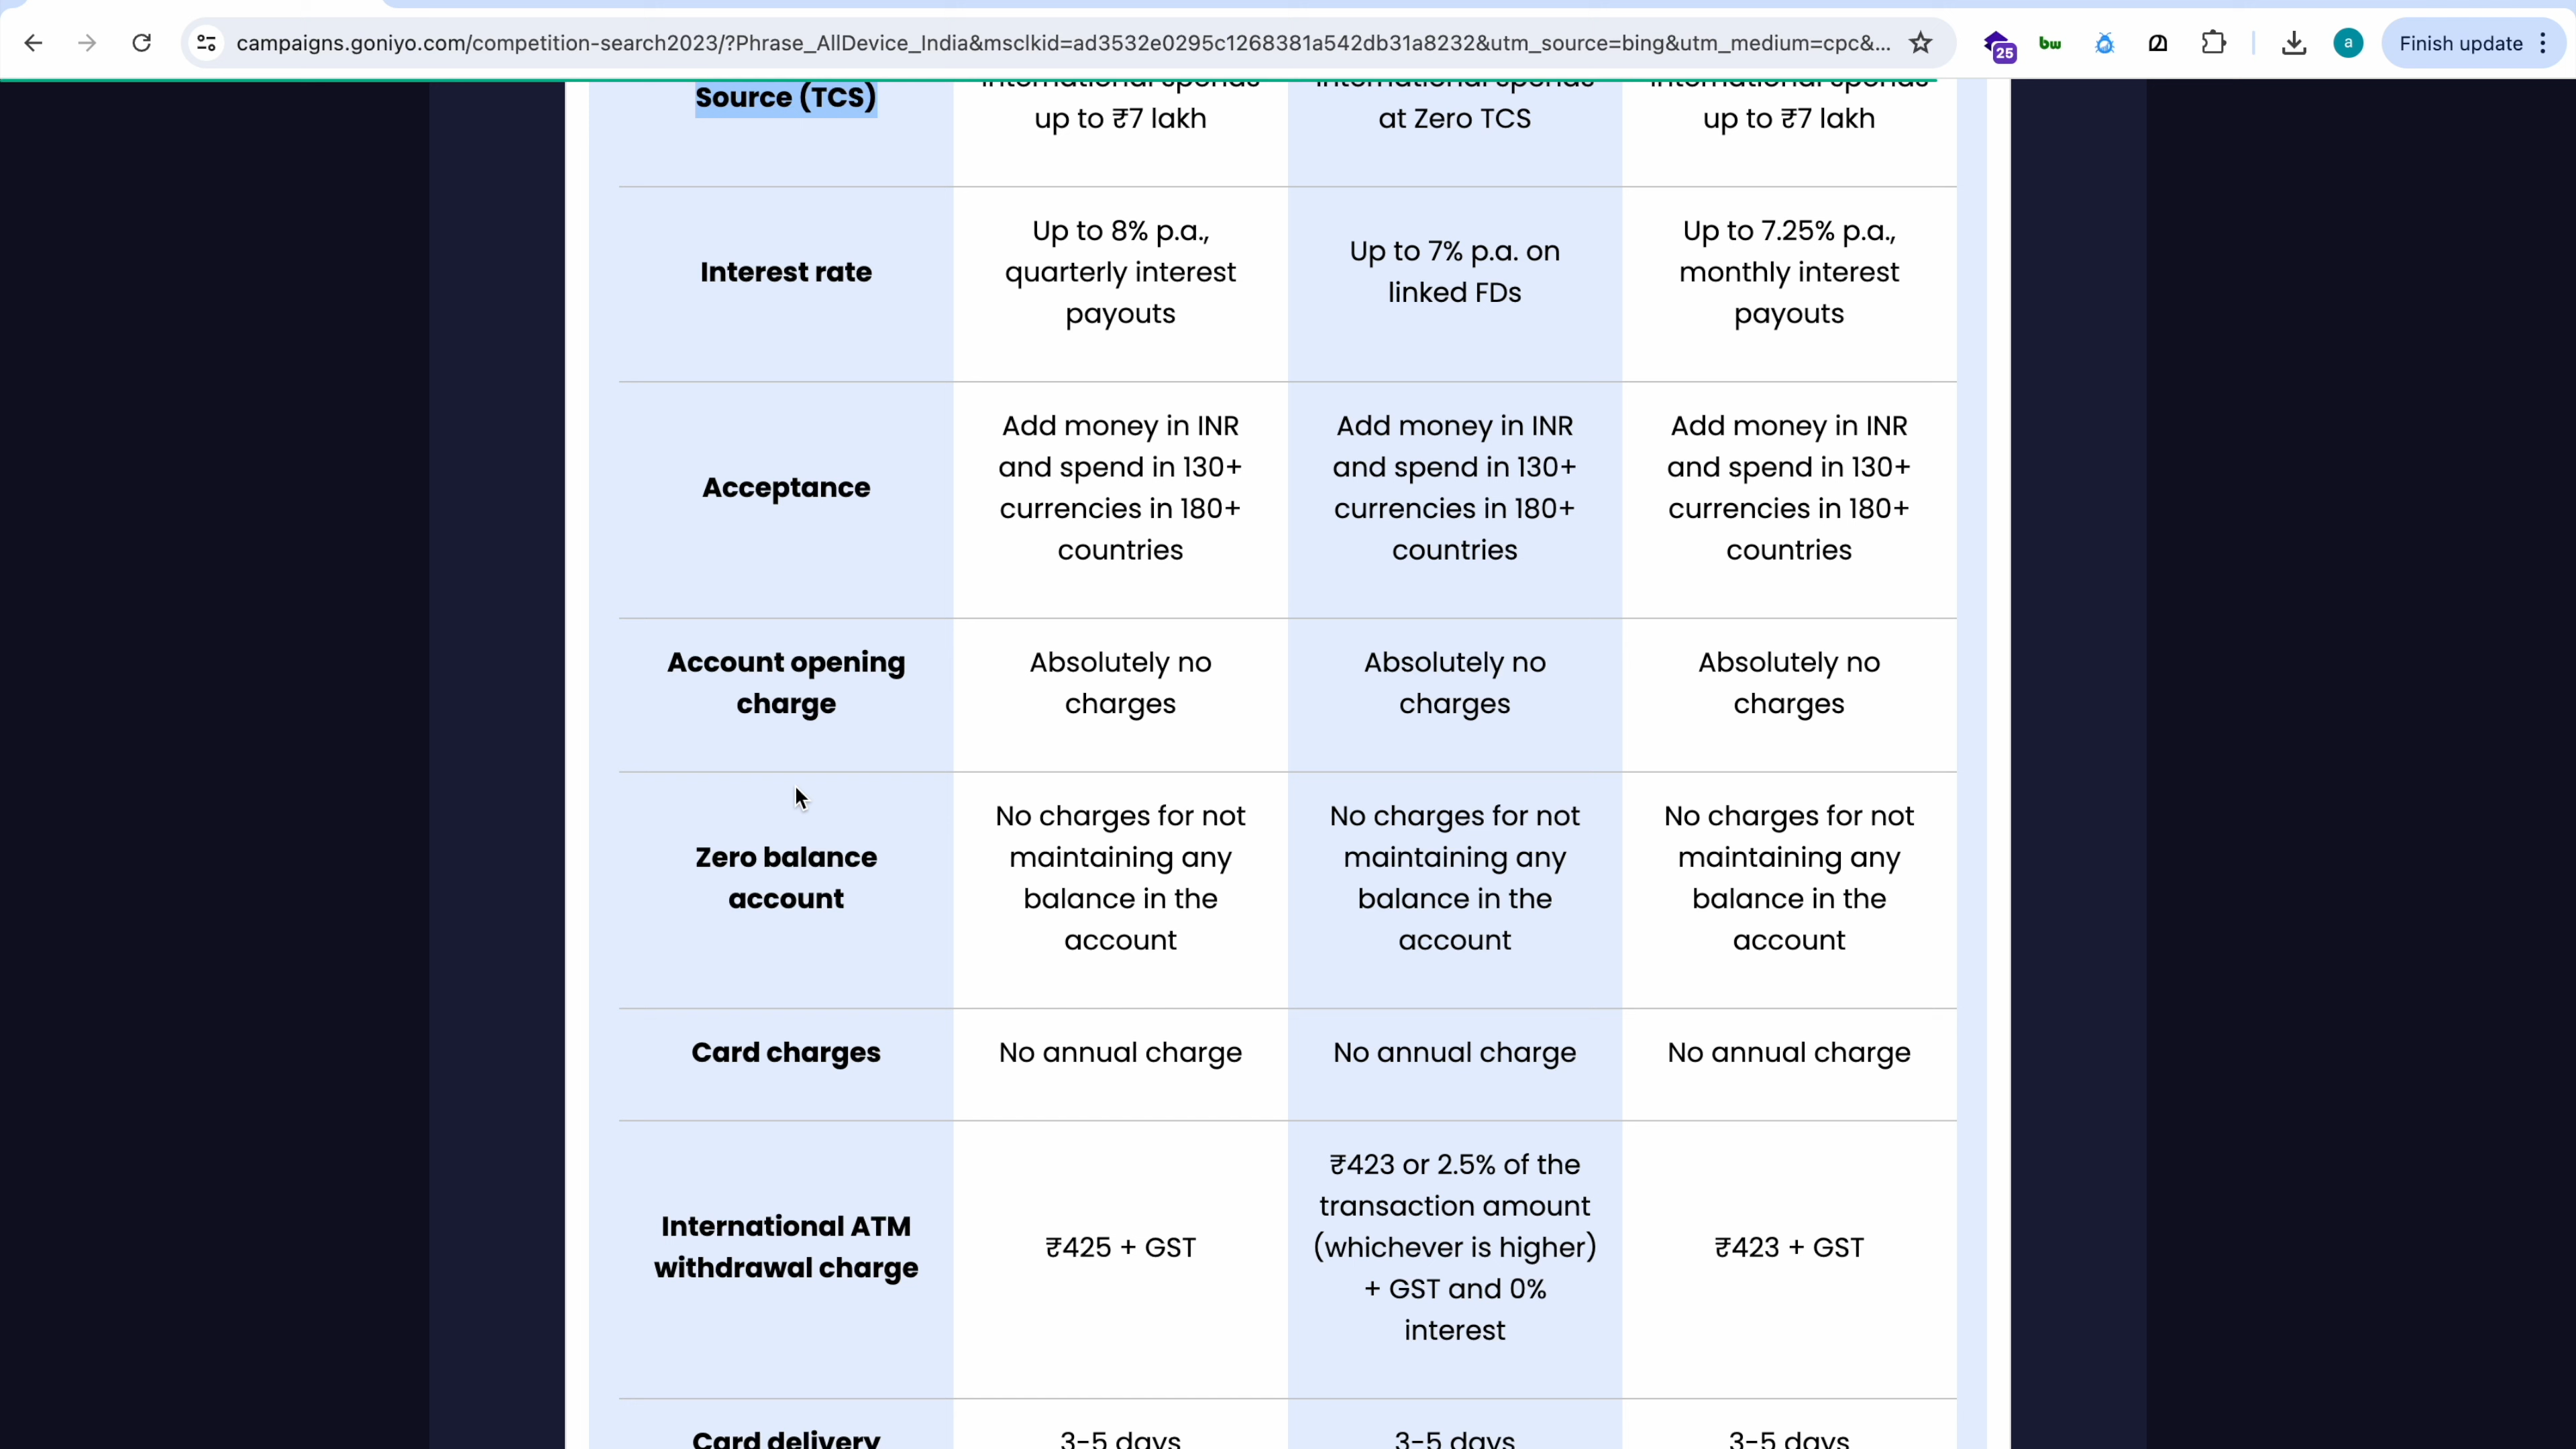 campaigns.goniyo.com/competition-search2023/?Phrase_AllDevice_India&msclkid=ad3532e0295c1268381a542db31a8232&utm_source=bing&utm_medium=cpc&...
25
bw
a
Finish update
Source (TCS)
international spends
up to ₹7 lakh
international spends
at Zero TCS
international spends
up to ₹7 lakh
Interest rate
Up to 8% p.a.,
quarterly interest
payouts
Up to 7% p.a. on
linked FDs
Up to 7.25% p.a.,
monthly interest
payouts
Acceptance
Add money in INR
and spend in 130+
currencies in 180+
countries
Add money in INR
and spend in 130+
currencies in 180+
countries
Add money in INR
and spend in 130+
currencies in 180+
countries
Account opening
charge
Absolutely no
charges
Absolutely no
charges
Absolutely no
charges
Zero balance
account
No charges for not
maintaining any
balance in the
account
No charges for not
maintaining any
balance in the
account
No charges for not
maintaining any
balance in the
account
Card charges
No annual charge
No annual charge
No annual charge
International ATM
withdrawal charge
₹425 + GST
₹423 or 2.5% of the
transaction amount
(whichever is higher)
+ GST and 0%
interest
₹423 + GST
Card delivery
3-5 days
3-5 days
3-5 days